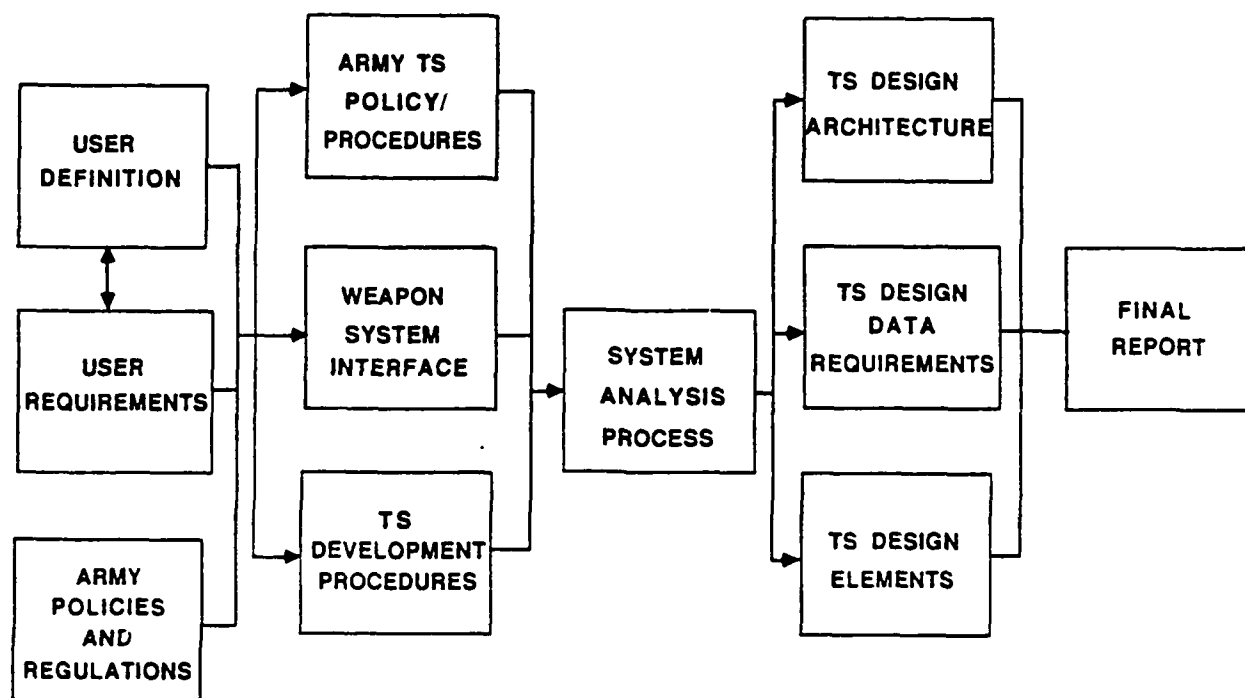 USER
DEFINITION
USER
REQUIREMENTS
ARMY
POLICIES
AND
REGULATIONS
ARMY TS
POLICY/
PROCEDURES
WEAPON
SYSTEM
INTERFACE
TS
DEVELOPMENT
PROCEDURES
SYSTEM
ANALYSIS
PROCESS
TS DESIGN
ARCHITECTURE
TS DESIGN
DATA
REQUIREMENTS
TS DESIGN
ELEMENTS
FINAL
REPORT